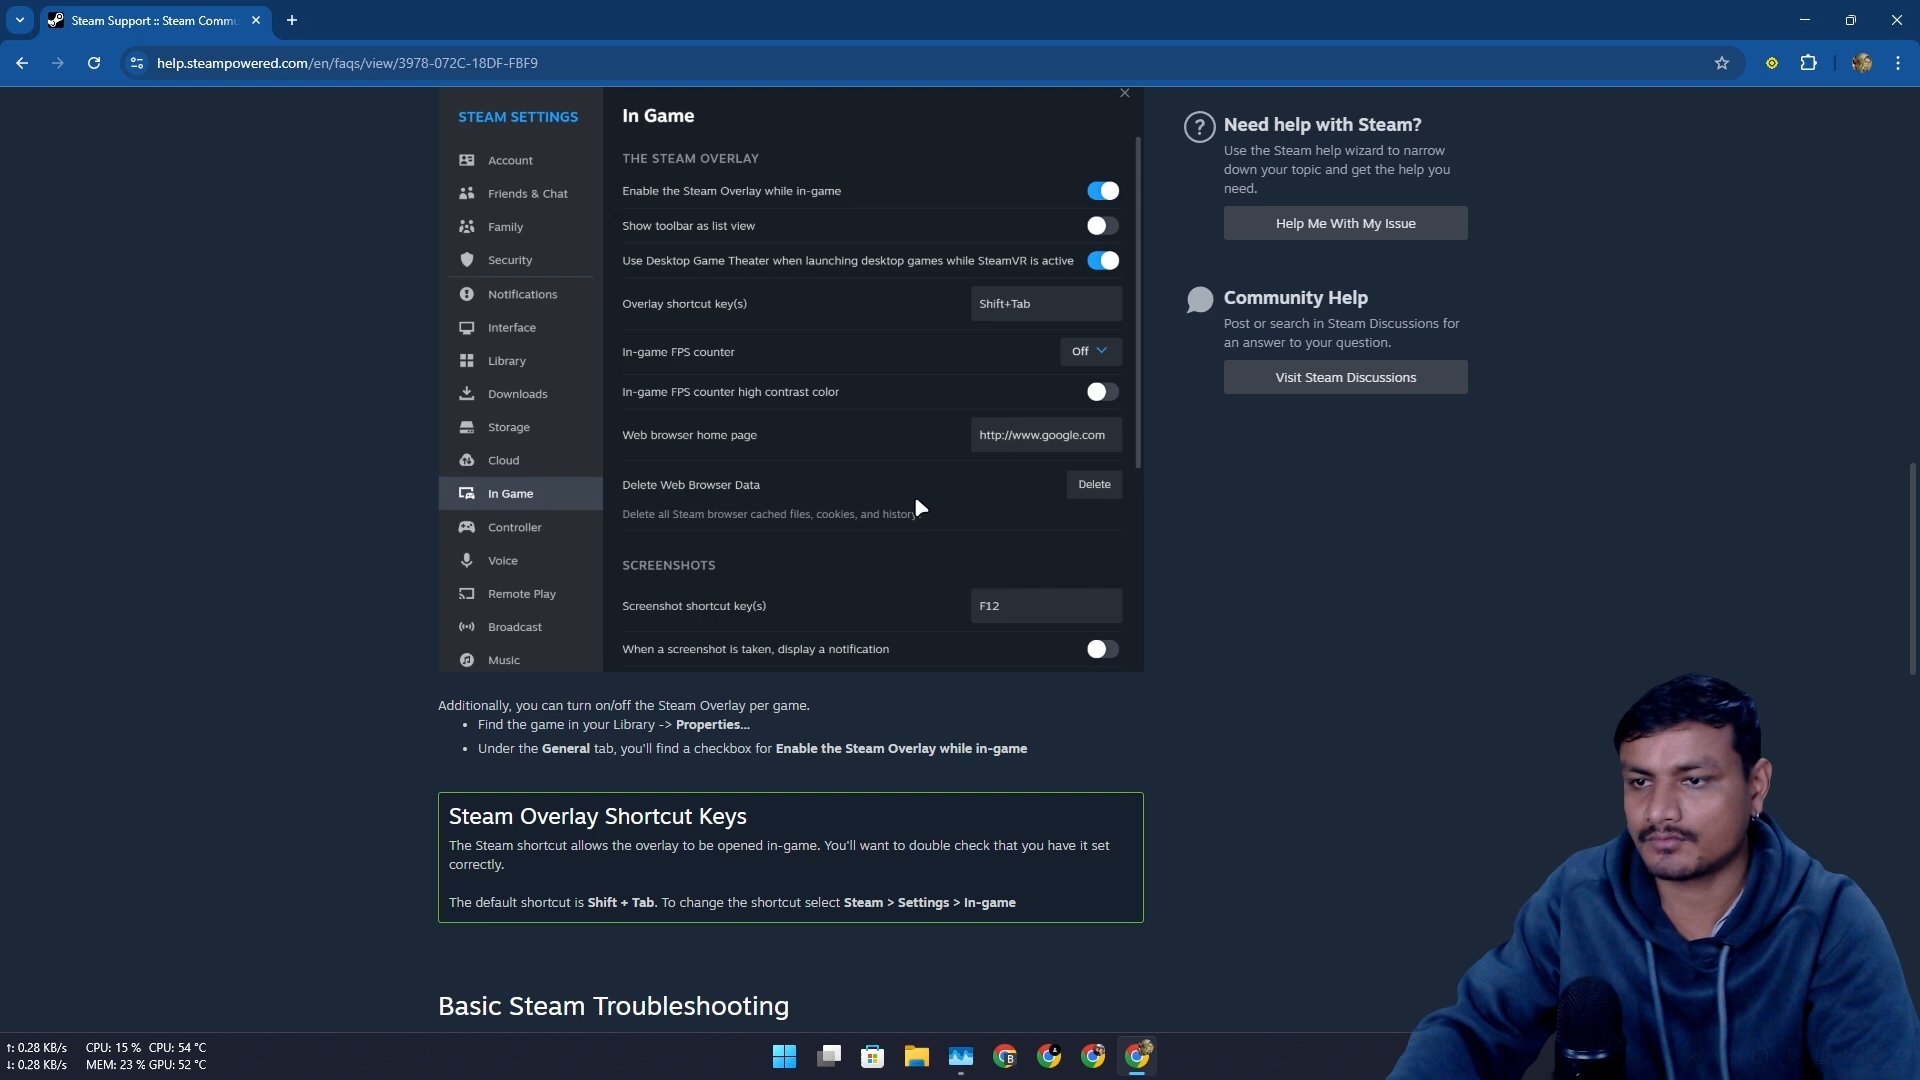 Steam Support :: Steam Commu
help.steampowered.com/en/faqs/view/3978-072C-18DF-FBF9
STEAM SETTINGS
Account
Friends & Chat
Family
Security
Notifications
Interface
Library
Downloads
Storage
Cloud
In Game
Controller
Voice
Remote Play
Broadcast
Music
In Game
THE STEAM OVERLAY
Enable the Steam Overlay while in-game
Show toolbar as list view
Use Desktop Game Theater when launching desktop games while SteamVR is active
Overlay shortcut key(s) Shift+Tab
In-game FPS counter Off
In-game FPS counter high contrast color
Web browser home page http://www.google.com
Delete Web Browser Data Delete
Delete all Steam browser cached files, cookies, and history
SCREENSHOTS
Screenshot shortcut key(s) F12
When a screenshot is taken, display a notification
Need help with Steam?
Use the Steam help wizard to narrow
down your topic and get the help you
need.
Help Me With My Issue
Community Help
Post or search in Steam Discussions for
an answer to your question.
Visit Steam Discussions
Additionally, you can turn on/off the Steam Overlay per game.
• Find the game in your Library -> Properties...
• Under the General tab, you'll find a checkbox for Enable the Steam Overlay while in-game
Steam Overlay Shortcut Keys
The Steam shortcut allows the overlay to be opened in-game. You'll want to double check that you have it set
correctly.
The default shortcut is Shift + Tab. To change the shortcut select Steam > Settings > In-game
Basic Steam Troubleshooting
↑: 0.28 KB/s CPU: 15 % CPU: 54 °C
↓: 0.28 KB/s MEM: 23 % GPU: 52 °C
B